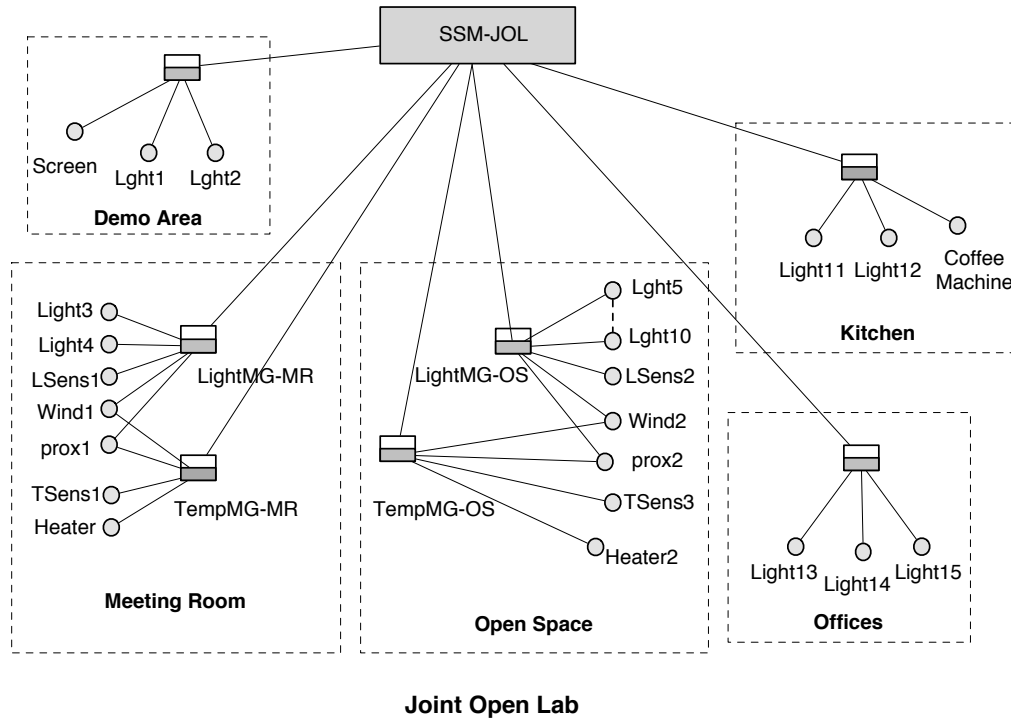 SSM-JOL
Screen
Lght1
Lght2
Demo Area
Light11
Light12
Coffee
Machine
Kitchen
Light3
Light4
LSens1
LightMG-MR
Wind1
prox1
TSens1
TempMG-MR
Heater
Meeting Room
Lght5
Lght10
LightMG-OS
LSens2
Wind2
prox2
TSens3
TempMG-OS
Heater2
Open Space
Light13
Light14
Light15
Offices
Joint Open Lab